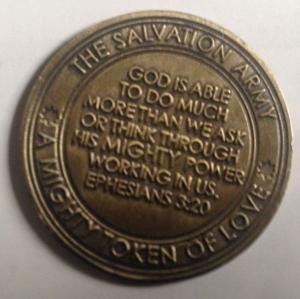 THE SALVATION ARMY
GOD IS ABLE
TO DO MUCH
MORE THAN WE ASK
OR THINK THROUGH
HIS MIGHTY POWER
WORKING IN US.
EPHESIANS 3:20
A MIGHTY TOKEN OF LOVE